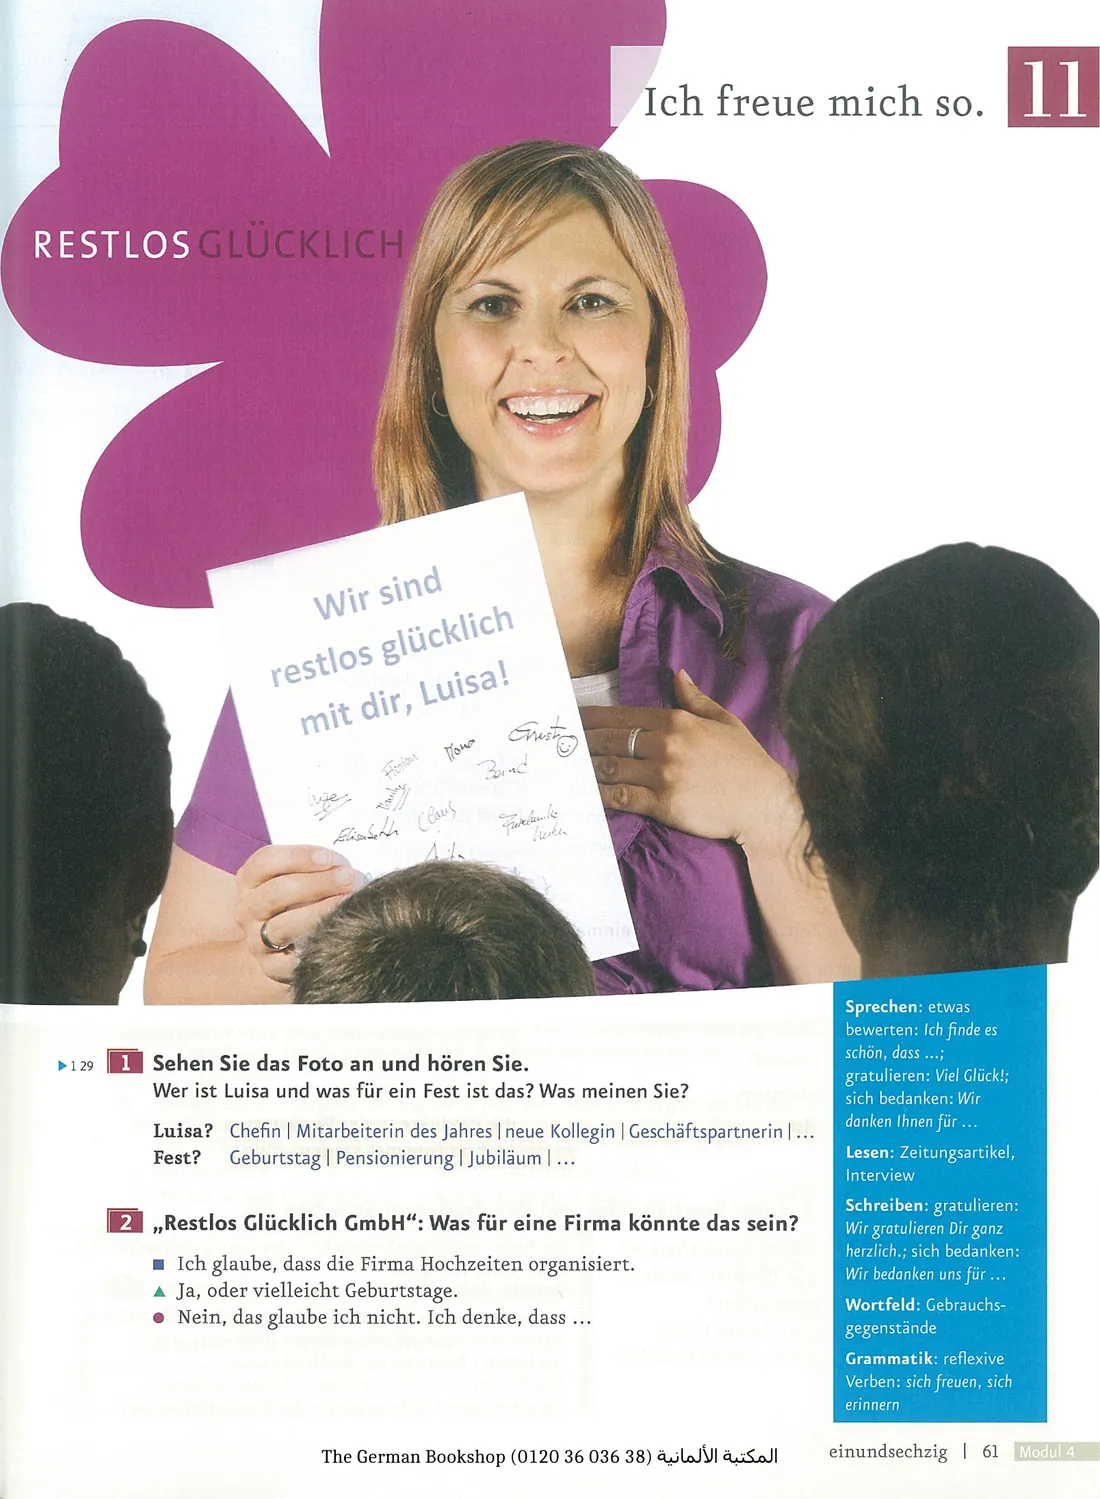 Ich freue mich so. 11
RESTLOS GLÜCKLICH
Wir sind
restlos glücklich
mit dir, Luisa!
Florian
Mona
Bernd
Claus
Elisabeth
Sprechen: etwas
bewerten: Ich finde es
schön, dass ...;
gratulieren: Viel Glück!;
sich bedanken: Wir
danken Ihnen für ...
Lesen: Zeitungsartikel,
Interview
Schreiben: gratulieren:
Wir gratulieren Dir ganz
herzlich.; sich bedanken:
Wir bedanken uns für ...
Wortfeld: Gebrauchs-
gegenstände
Grammatik: reflexive
Verben: sich freuen, sich
erinnern
▶ 1 29 1 Sehen Sie das Foto an und hören Sie.
Wer ist Luisa und was für ein Fest ist das? Was meinen Sie?
Luisa? Chefin | Mitarbeiterin des Jahres | neue Kollegin | Geschäftspartnerin | ...
Fest? Geburtstag | Pensionierung | Jubiläum | ...
2 „Restlos Glücklich GmbH“: Was für eine Firma könnte das sein?
■ Ich glaube, dass die Firma Hochzeiten organisiert.
▲ Ja, oder vielleicht Geburtstage.
● Nein, das glaube ich nicht. Ich denke, dass ...
The German Bookshop (0120 36 036 38) المكتبة الألمانية
einundsechzig | 61 Modul 4